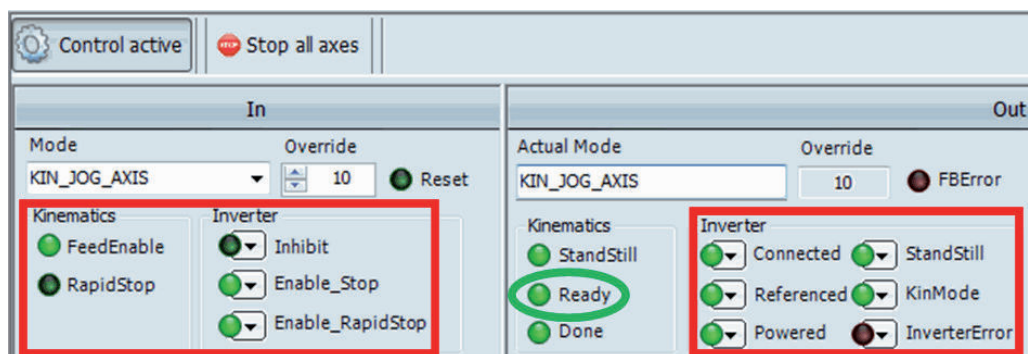 Control active
STOP Stop all axes
In
Out
Mode
Override
KIN_JOG_AXIS
10
Reset
Kinematics
Inverter
FeedEnable
Inhibit
RapidStop
Enable_Stop
Enable_RapidStop
Actual Mode
Override
KIN_JOG_AXIS
10
FBError
Kinematics
Inverter
StandStill
Connected
StandStill
Ready
Referenced
KinMode
Done
Powered
InverterError